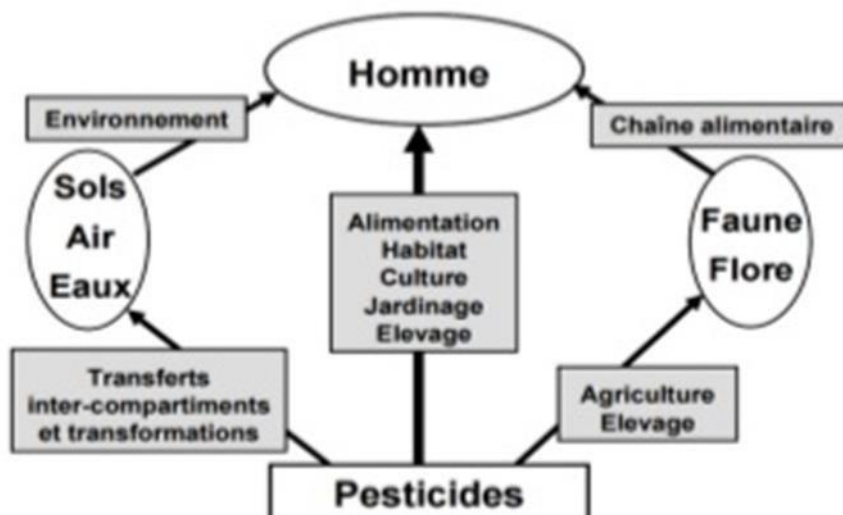 Homme
Environnement
Chaîne alimentaire
Sols
Air
Eaux
Alimentation
Habitat
Culture
Jardinage
Elevage
Faune
Flore
Transferts
inter-compartiments
et transformations
Agriculture
Elevage
Pesticides